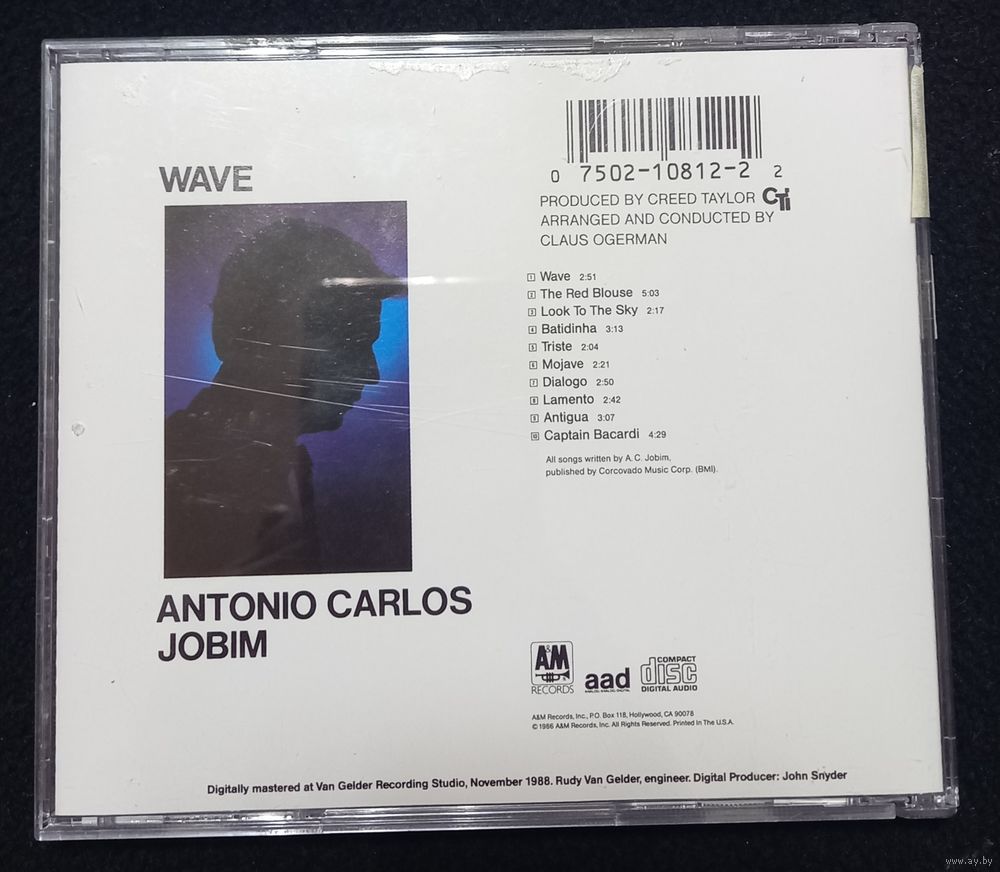 WAVE
0 7502-10812-2 2
PRODUCED BY CREED TAYLOR CTi
ARRANGED AND CONDUCTED BY
CLAUS OGERMAN
1 Wave 2:51
2 The Red Blouse 5:03
3 Look To The Sky 2:17
4 Batidinha 3:13
5 Triste 2:04
6 Mojave 2:21
7 Dialogo 2:50
8 Lamento 2:42
9 Antigua 3:07
10 Captain Bacardi 4:29
All songs written by A. C. Jobim,
published by Corcovado Music Corp. (BMI).
ANTONIO CARLOS
JOBIM
A&M
RECORDS
aad
ANALOG ANALOG DIGITAL
COMPACT
disc
DIGITAL AUDIO
A&M Records, Inc., P.O. Box 118, Hollywood, CA 90078
© 1986 A&M Records, Inc. All Rights Reserved. Printed In The U.S.A.
Digitally mastered at Van Gelder Recording Studio, November 1988. Rudy Van Gelder, engineer. Digital Producer: John Snyder
www.ay.by